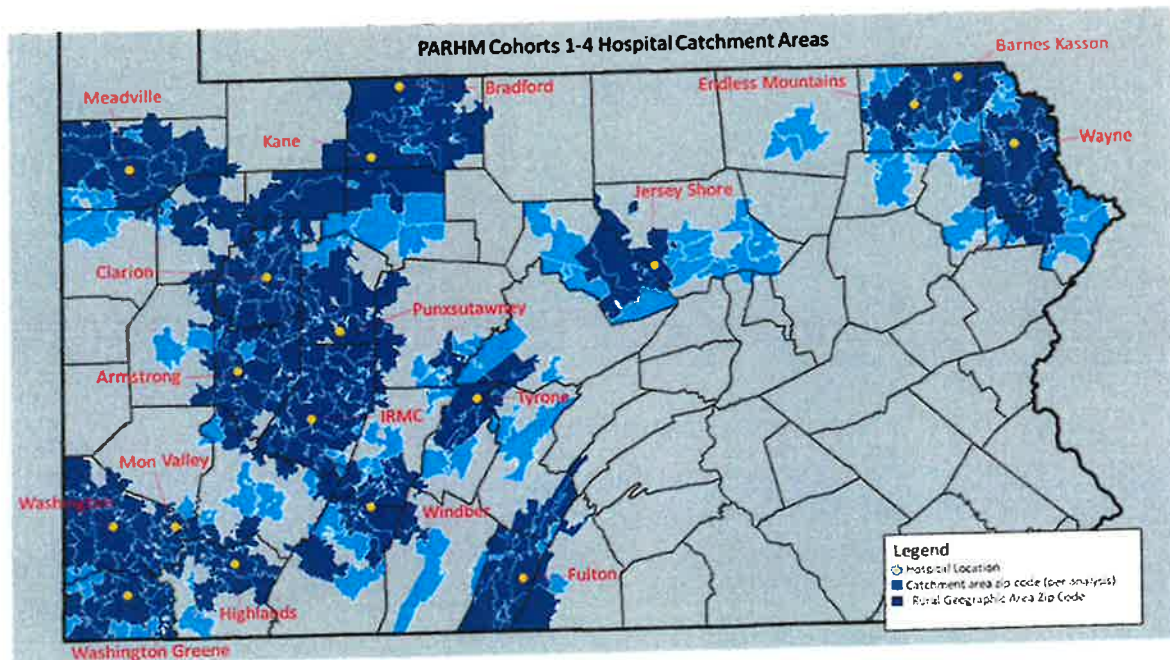 PARHM Cohorts 1-4 Hospital Catchment Areas
Barnes Kasson
Meadville
Bradford
Endless Mountains
Kane
Wayne
Jersey Shore
Clarion
Punxsutawney
Armstrong
Tyrone
IRMC
Mon Valley
Washington
Windber
Fulton
Highlands
Washington Greene
Legend
Hospital Location
Catchment area zip code (per analysis)
Rural Geographic Area Zip Code